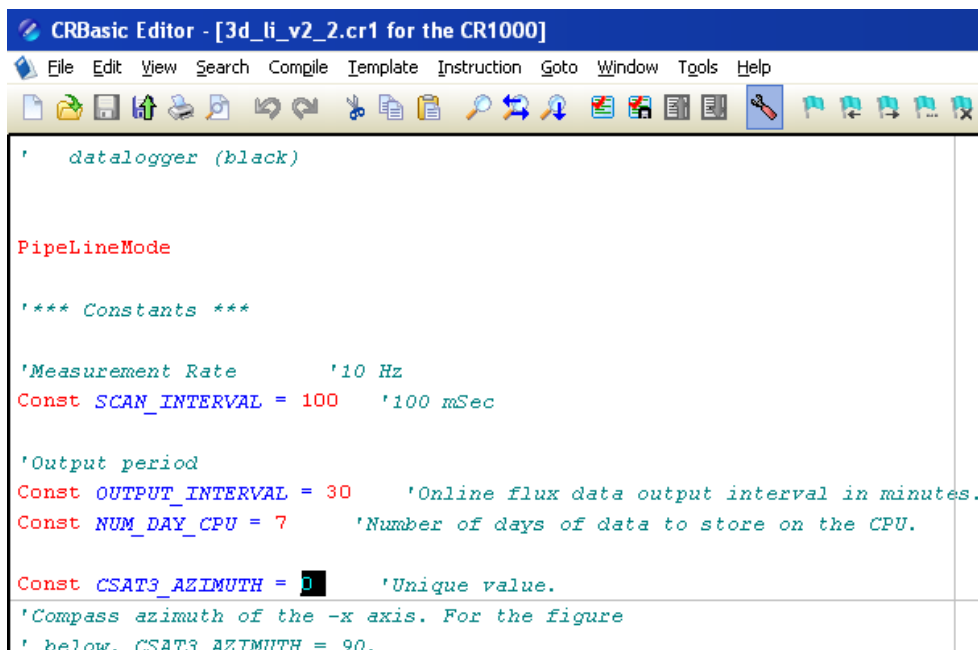 CRBasic Editor - [3d_li_v2_2.cr1 for the CR1000]
File Edit View Search Compile Template Instruction Goto Window Tools Help
' datalogger (black)
PipeLineMode
'*** Constants ***
'Measurement Rate '10 Hz
Const SCAN_INTERVAL = 100 '100 mSec
'Output period
Const OUTPUT_INTERVAL = 30 'Online flux data output interval in minutes.
Const NUM_DAY_CPU = 7 'Number of days of data to store on the CPU.
Const CSAT3_AZIMUTH = 0 'Unique value.
'Compass azimuth of the -x axis. For the figure
' below, CSAT3_AZIMUTH = 90.